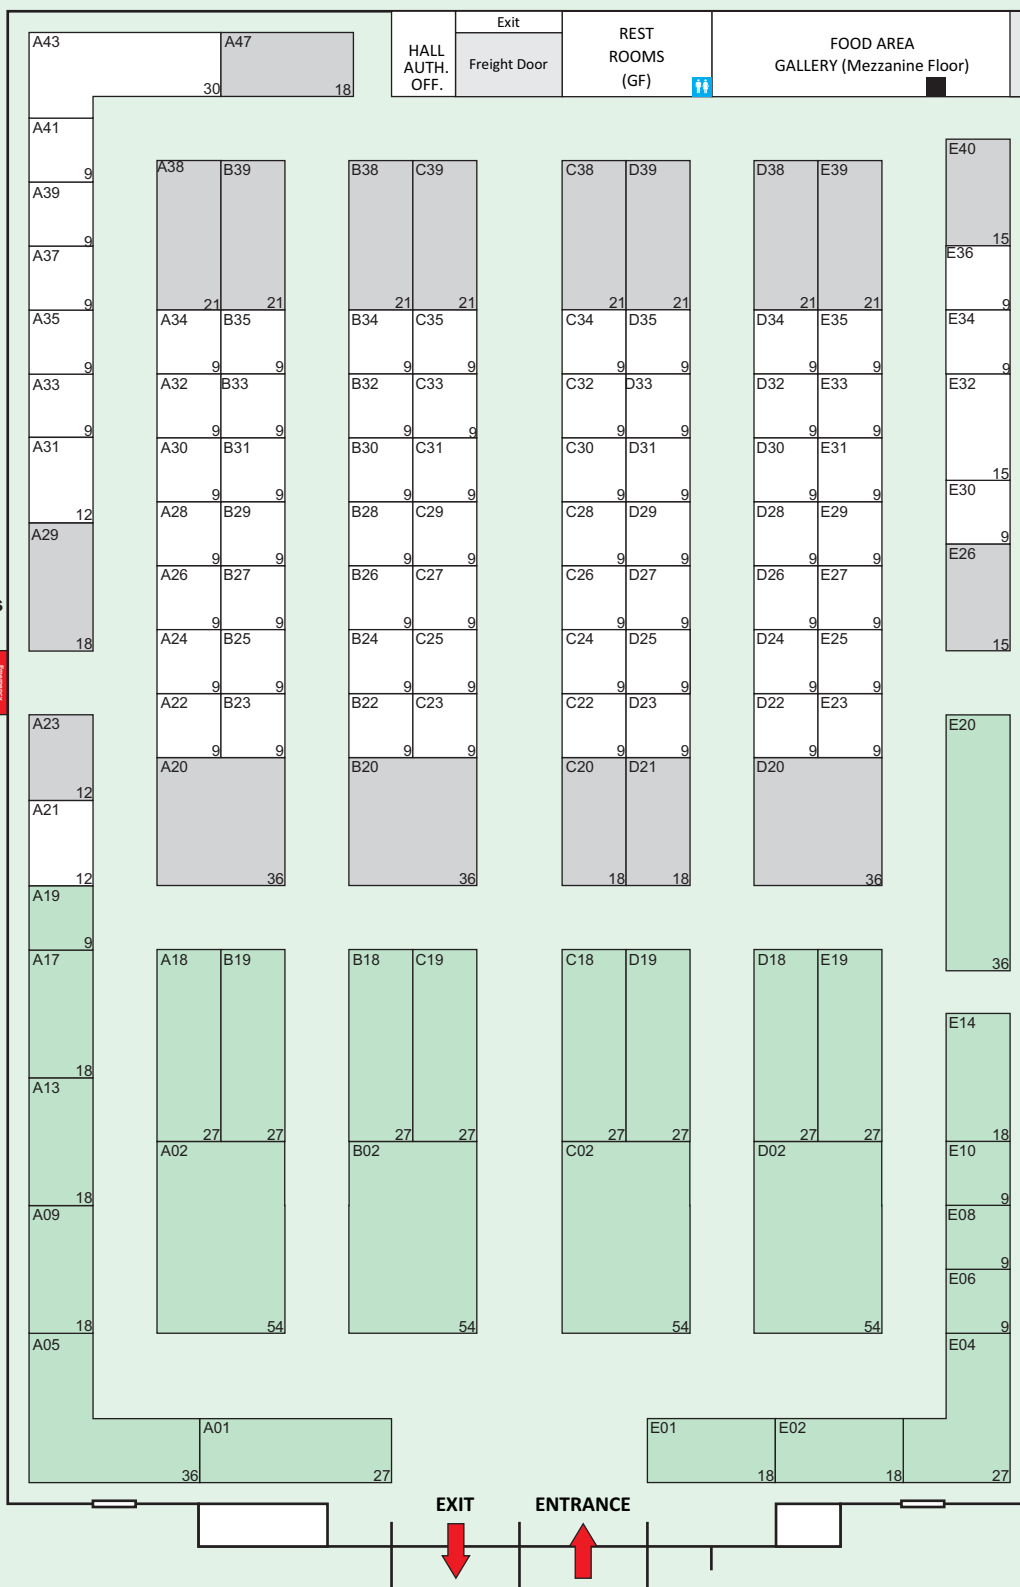 Exit
A43
A47
HALL
AUTH.
OFF.
Freight Door
REST
ROOMS
(GF)
FOOD AREA
GALLERY (Mezzanine Floor)
30
18
A41
9
E40
15
A38
B39
B38
C39
C38
D39
D38
E39
21
21
21
21
21
21
21
21
A39
9
A37
9
E36
9
A35
9
A34
B35
B34
C35
C34
D35
D34
E35
E34
9
9
9
9
9
9
9
9
9
A33
9
A32
B33
B32
C33
C32
D33
D32
E33
E32
9
9
9
9
9
9
9
9
15
A31
12
A30
B31
B30
C31
C30
D31
D30
E31
9
9
9
9
9
9
9
9
E30
9
A29
18
A28
B29
B28
C29
C28
D29
D28
E29
9
9
9
9
9
9
9
9
E26
15
A26
B27
B26
C27
C26
D27
D26
E27
9
9
9
9
9
9
9
9
s
A24
B25
B24
C25
C24
D25
D24
E25
9
9
9
9
9
9
9
9
A22
B23
B22
C23
C22
D23
D22
E23
9
9
9
9
9
9
9
9
A23
12
E20
36
A21
12
A20
B20
C20
D21
D20
36
36
18
18
36
A19
9
A17
18
A18
B19
B18
C19
C18
D19
D18
E19
27
27
27
27
27
27
27
27
E14
18
A13
18
A02
B02
C02
D02
54
54
54
54
E10
9
A09
18
E08
9
E06
9
A05
36
A01
27
E01
18
E02
18
E04
27
EXIT
ENTRANCE